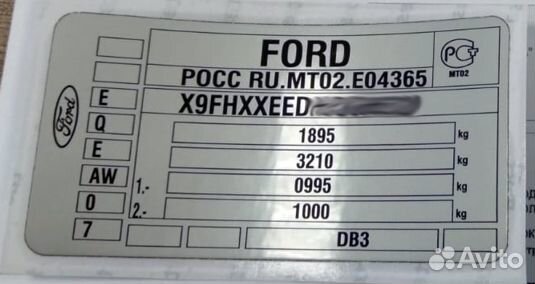 FORD
РОСС RU.MT02.E04365
MT02
Ford
X9FHXXEED
E
Q
E
AW
0
7
1895 kg
3210 kg
1.- 0995 kg
2.- 1000 kg
DB3
Avito